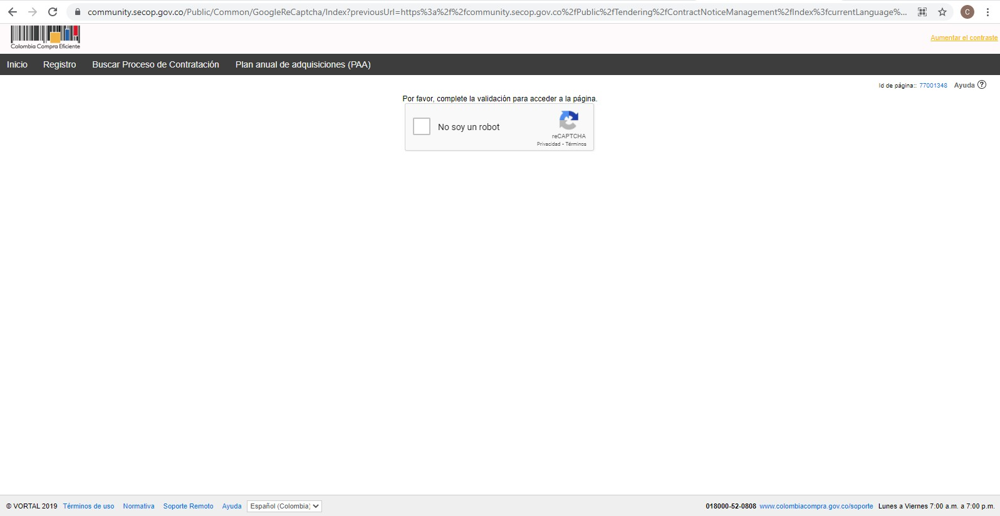 community.secop.gov.co/Public/Common/GoogleReCaptcha/Index?previousUrl=https%3a%2f%2fcommunity.secop.gov.co%2fPublic%2fTendering%2fContractNoticeManagement%2fIndex%3fcurrentLanguage%...
C
Colombia Compra Eficiente
Aumentar el contraste
Inicio Registro Buscar Proceso de Contratación Plan anual de adquisiciones (PAA)
Id de página:: 77001348 Ayuda ?
Por favor, complete la validación para acceder a la página.
No soy un robot
reCAPTCHA
Privacidad - Términos
© VORTAL 2019 Términos de uso Normativa Soporte Remoto Ayuda Español (Colombia) 018000-52-0808 www.colombiacompra.gov.co/soporte Lunes a Viernes 7:00 a.m. a 7:00 p.m.